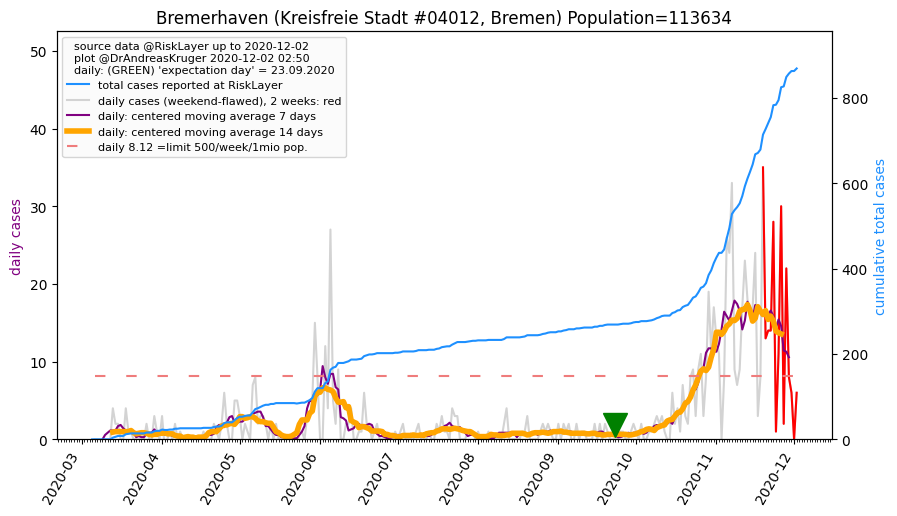 Bremerhaven (Kreisfreie Stadt #04012, Bremen) Population=113634
source data @RiskLayer up to 2020-12-02
plot @DrAndreasKruger 2020-12-02 02:50
daily: (GREEN) 'expectation day' = 23.09.2020
total cases reported at RiskLayer
daily cases (weekend-flawed), 2 weeks: red
daily: centered moving average 7 days
daily: centered moving average 14 days
daily 8.12 =limit 500/week/1mio pop.
daily cases
50
40
30
20
10
0
cumulative total cases
800
600
400
200
0
2020-03
2020-04
2020-05
2020-06
2020-07
2020-08
2020-09
2020-10
2020-11
2020-12